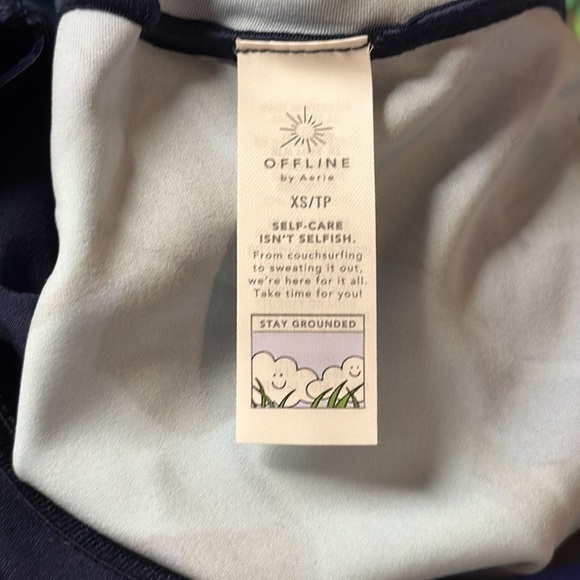 OFFLINE
by Aerie
XS/TP
SELF-CARE
ISN'T SELFISH.
From couchsurfing
to sweating it out,
we're here for it all.
Take time for you!
STAY GROUNDED